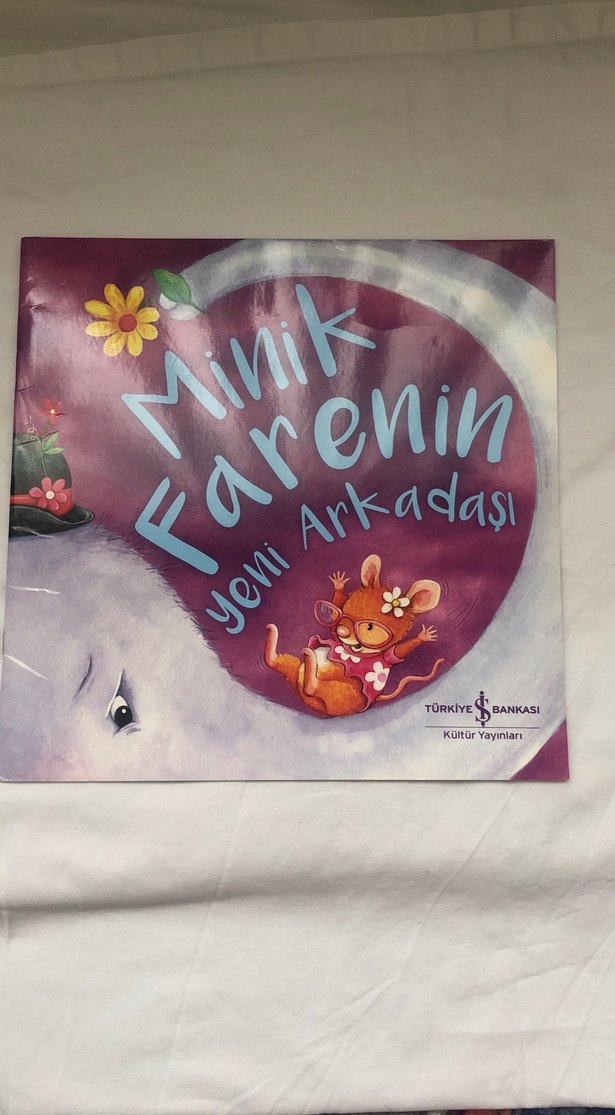 Minik
Farenin
yeni Arkadaşı
TÜRKİYE İŞ BANKASI
Kültür Yayınları